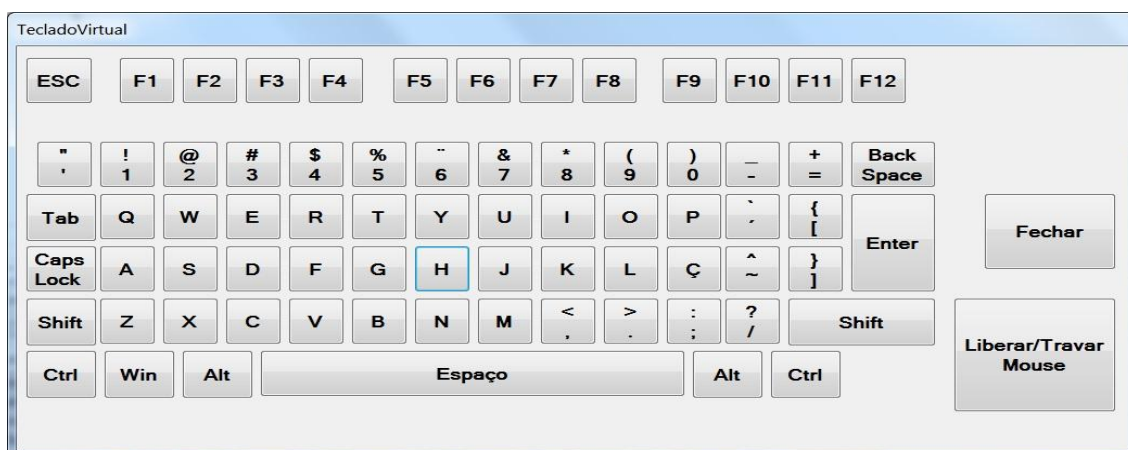 TecladoVirtual
ESC F1 F2 F3 F4 F5 F6 F7 F8 F9 F10 F11 F12
" ! @ # $ % ¨ & * ( ) _ + Back
' 1 2 3 4 5 6 7 8 9 0 - = Space
Tab Q W E R T Y U I O P ` {
´ [
Enter
Fechar
Caps
Lock A S D F G H J K L Ç ^ }
~ ]
Shift Z X C V B N M < > : ? Shift
, . ; /
Liberar/Travar
Mouse
Ctrl Win Alt Espaço Alt Ctrl